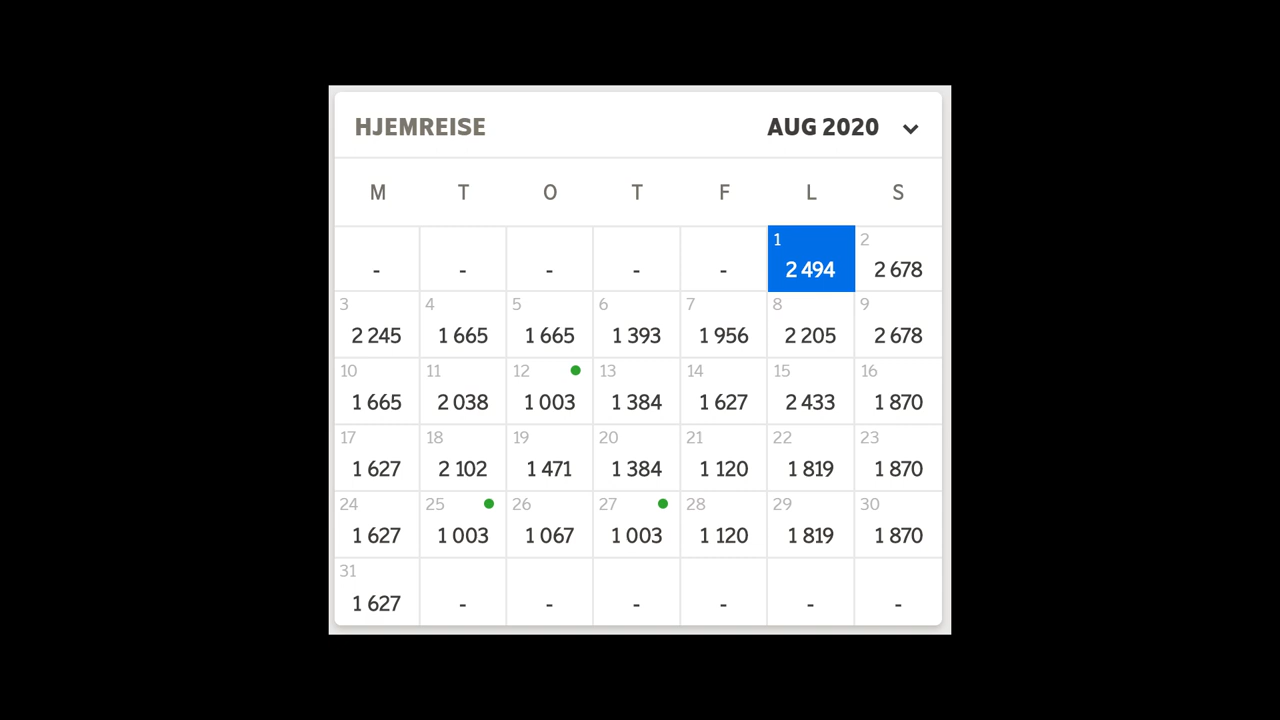 HJEMREISE AUG 2020
M T O T F L S
- - - - - 1 2
2 494 2 678
3 4 5 6 7 8 9
2 245 1 665 1 665 1 393 1 956 2 205 2 678
10 11 12 13 14 15 16
1 665 2 038 1 003 1 384 1 627 2 433 1 870
17 18 19 20 21 22 23
1 627 2 102 1 471 1 384 1 120 1 819 1 870
24 25 26 27 28 29 30
1 627 1 003 1 067 1 003 1 120 1 819 1 870
31
1 627 - - - - - -